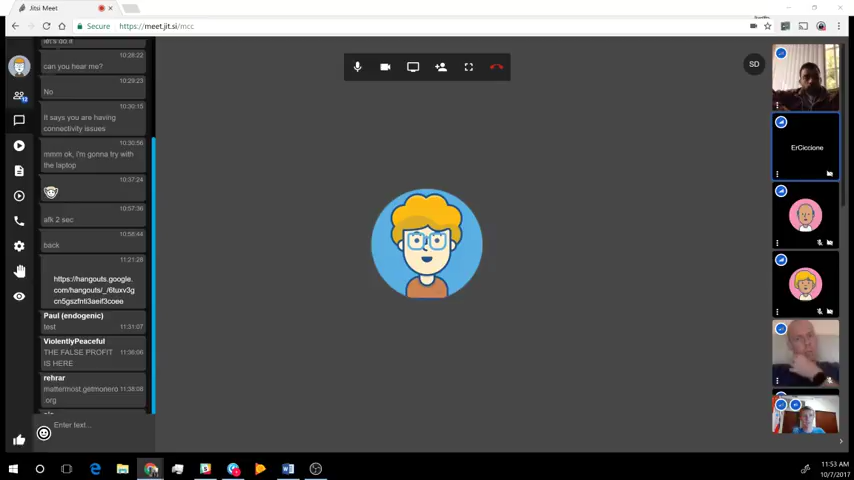 Jitsi Meet
Secure
https://meet.jit.si/mcc
let's do it
10:28:22
can you hear me?
10:29:23
No
10:30:15
It says you are having
connectivity issues
10:30:56
mmm ok, i'm gonna try with
the laptop
10:37:24
10:57:36
afk 2 sec
10:58:44
back
11:21:28
https://hangouts.google.
com/hangouts/_/6tuxv3g
cn5gszfnti3aeif3coee
Paul (endogenic)
test
11:31:07
ViolentlyPeaceful
THE FALSE PROFIT
IS HERE
11:36:06
rehrar
mattermost.getmonero
.org
11:38:08
Enter text...
SD
ErCiccione
11:53 AM
10/7/2017